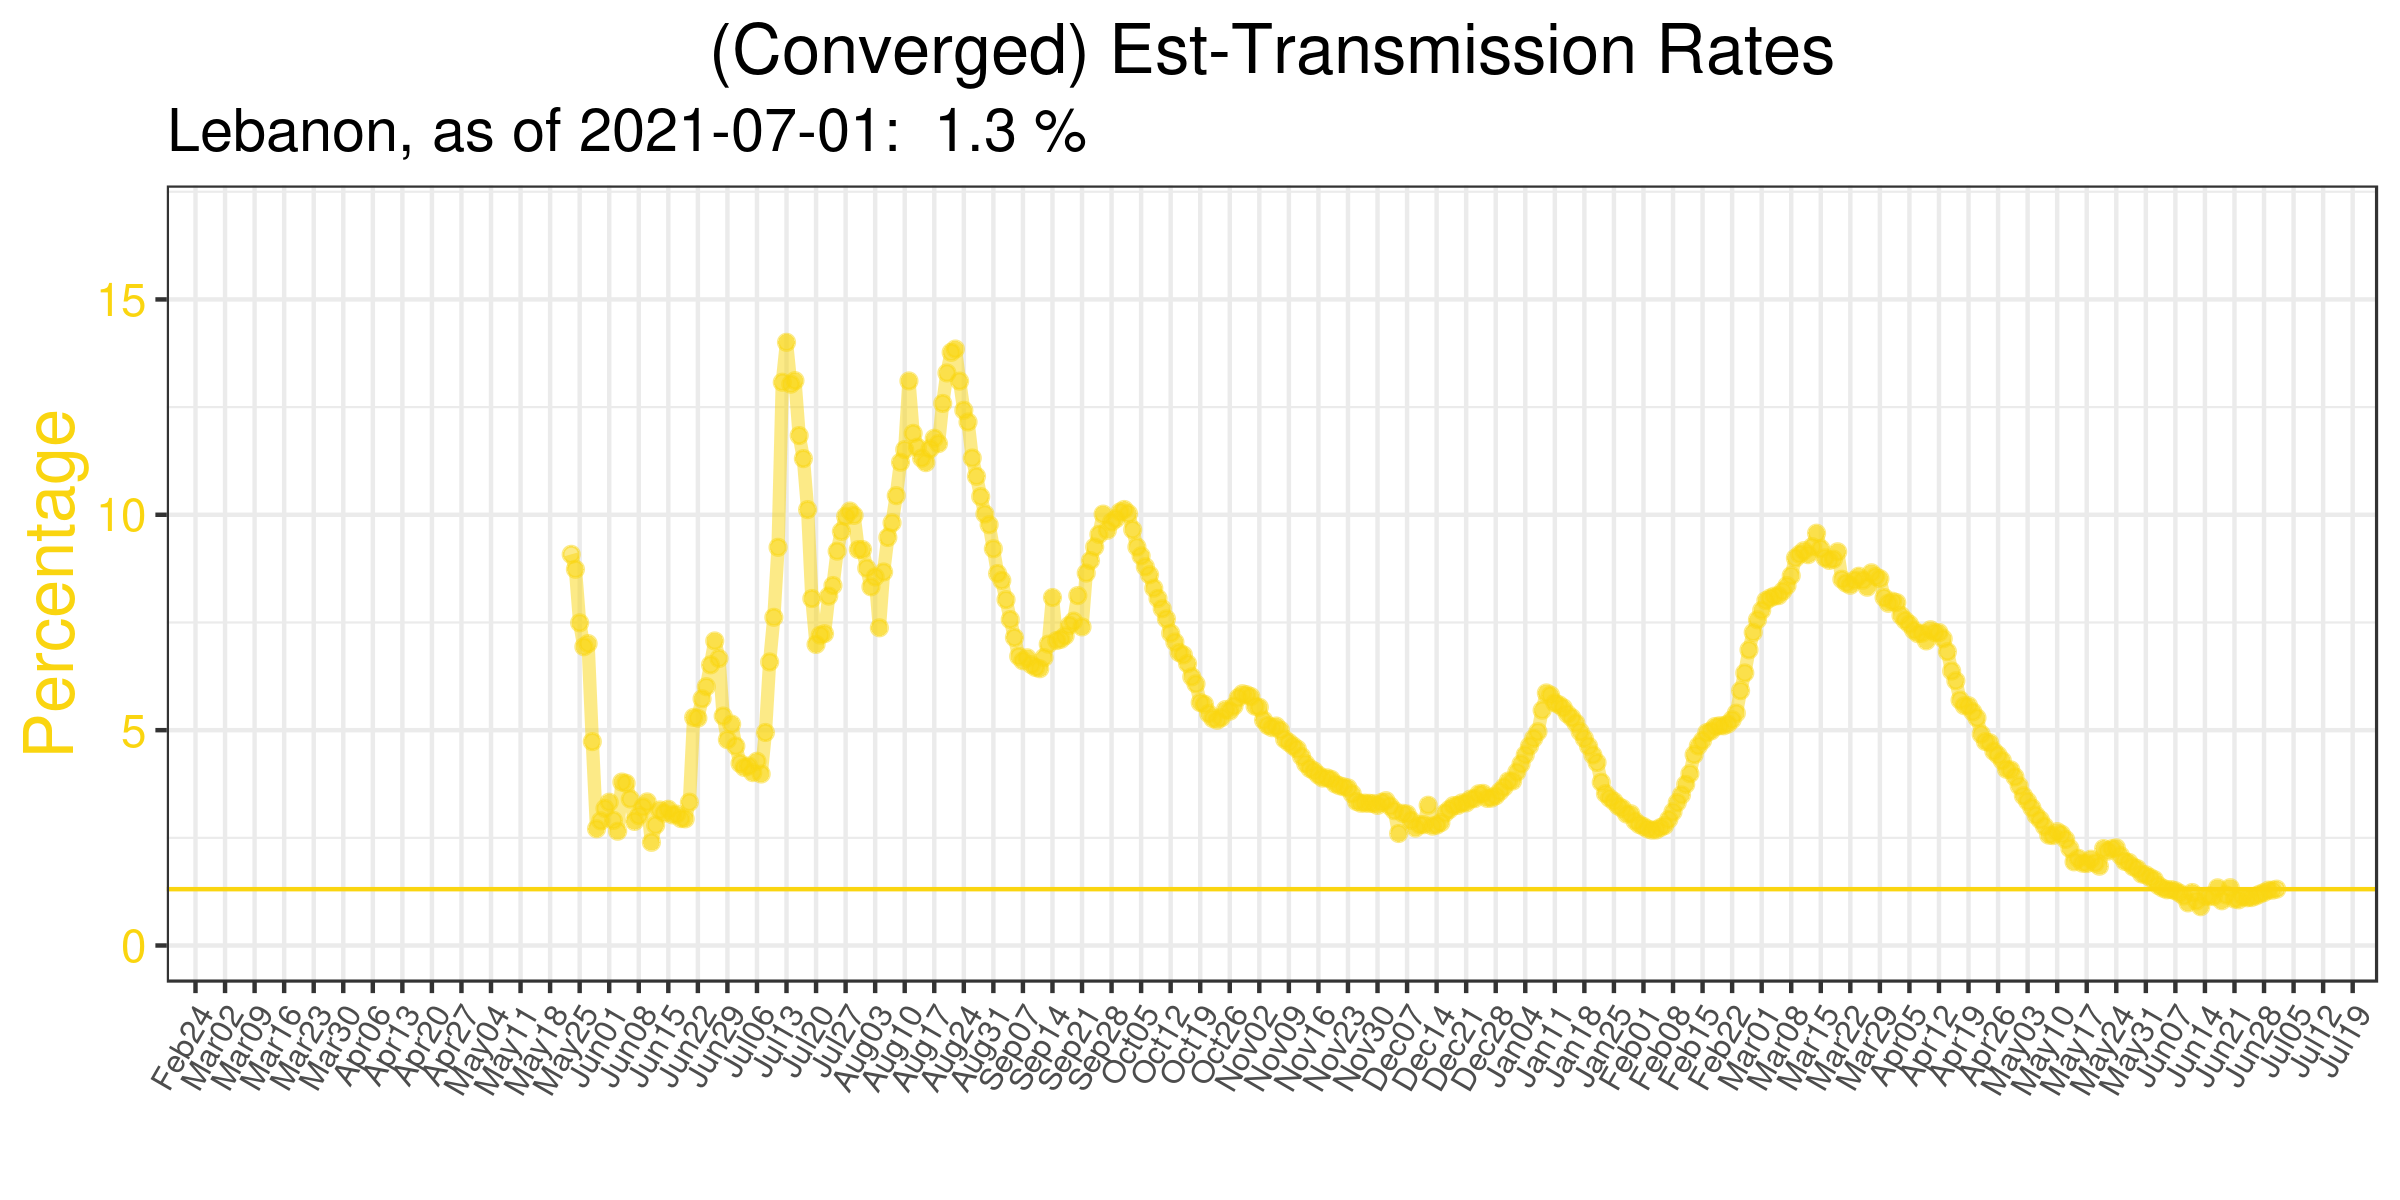 (Converged) Est-Transmission Rates
Lebanon, as of 2021-07-01:  1.3 %
Percentage
15
10
5
0
Feb24
Mar02
Mar09
Mar16
Mar23
Mar30
Apr06
Apr13
Apr20
Apr27
May04
May11
May18
May25
Jun01
Jun08
Jun15
Jun22
Jun29
Jul06
Jul13
Jul20
Jul27
Aug03
Aug10
Aug17
Aug24
Aug31
Sep07
Sep14
Sep21
Sep28
Oct05
Oct12
Oct19
Oct26
Nov02
Nov09
Nov16
Nov23
Nov30
Dec07
Dec14
Dec21
Dec28
Jan04
Jan11
Jan18
Jan25
Feb01
Feb08
Feb15
Feb22
Mar01
Mar08
Mar15
Mar22
Mar29
Apr05
Apr12
Apr19
Apr26
May03
May10
May17
May24
May31
Jun07
Jun14
Jun21
Jun28
Jul05
Jul12
Jul19